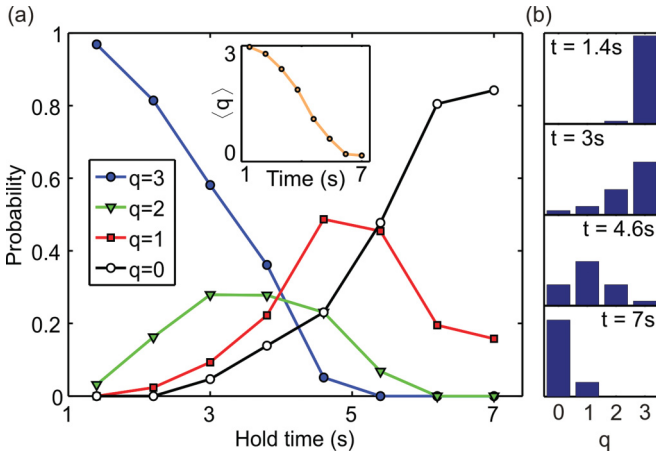 (a)
(b)
1
0.8
0.6
0.4
0.2
0
Probability
1
3
5
7
Hold time (s)
q=3
q=2
q=1
q=0
3
0
⟨q⟩
1
7
Time (s)
t = 1.4s
t = 3s
t = 4.6s
t = 7s
0 1 2 3
q